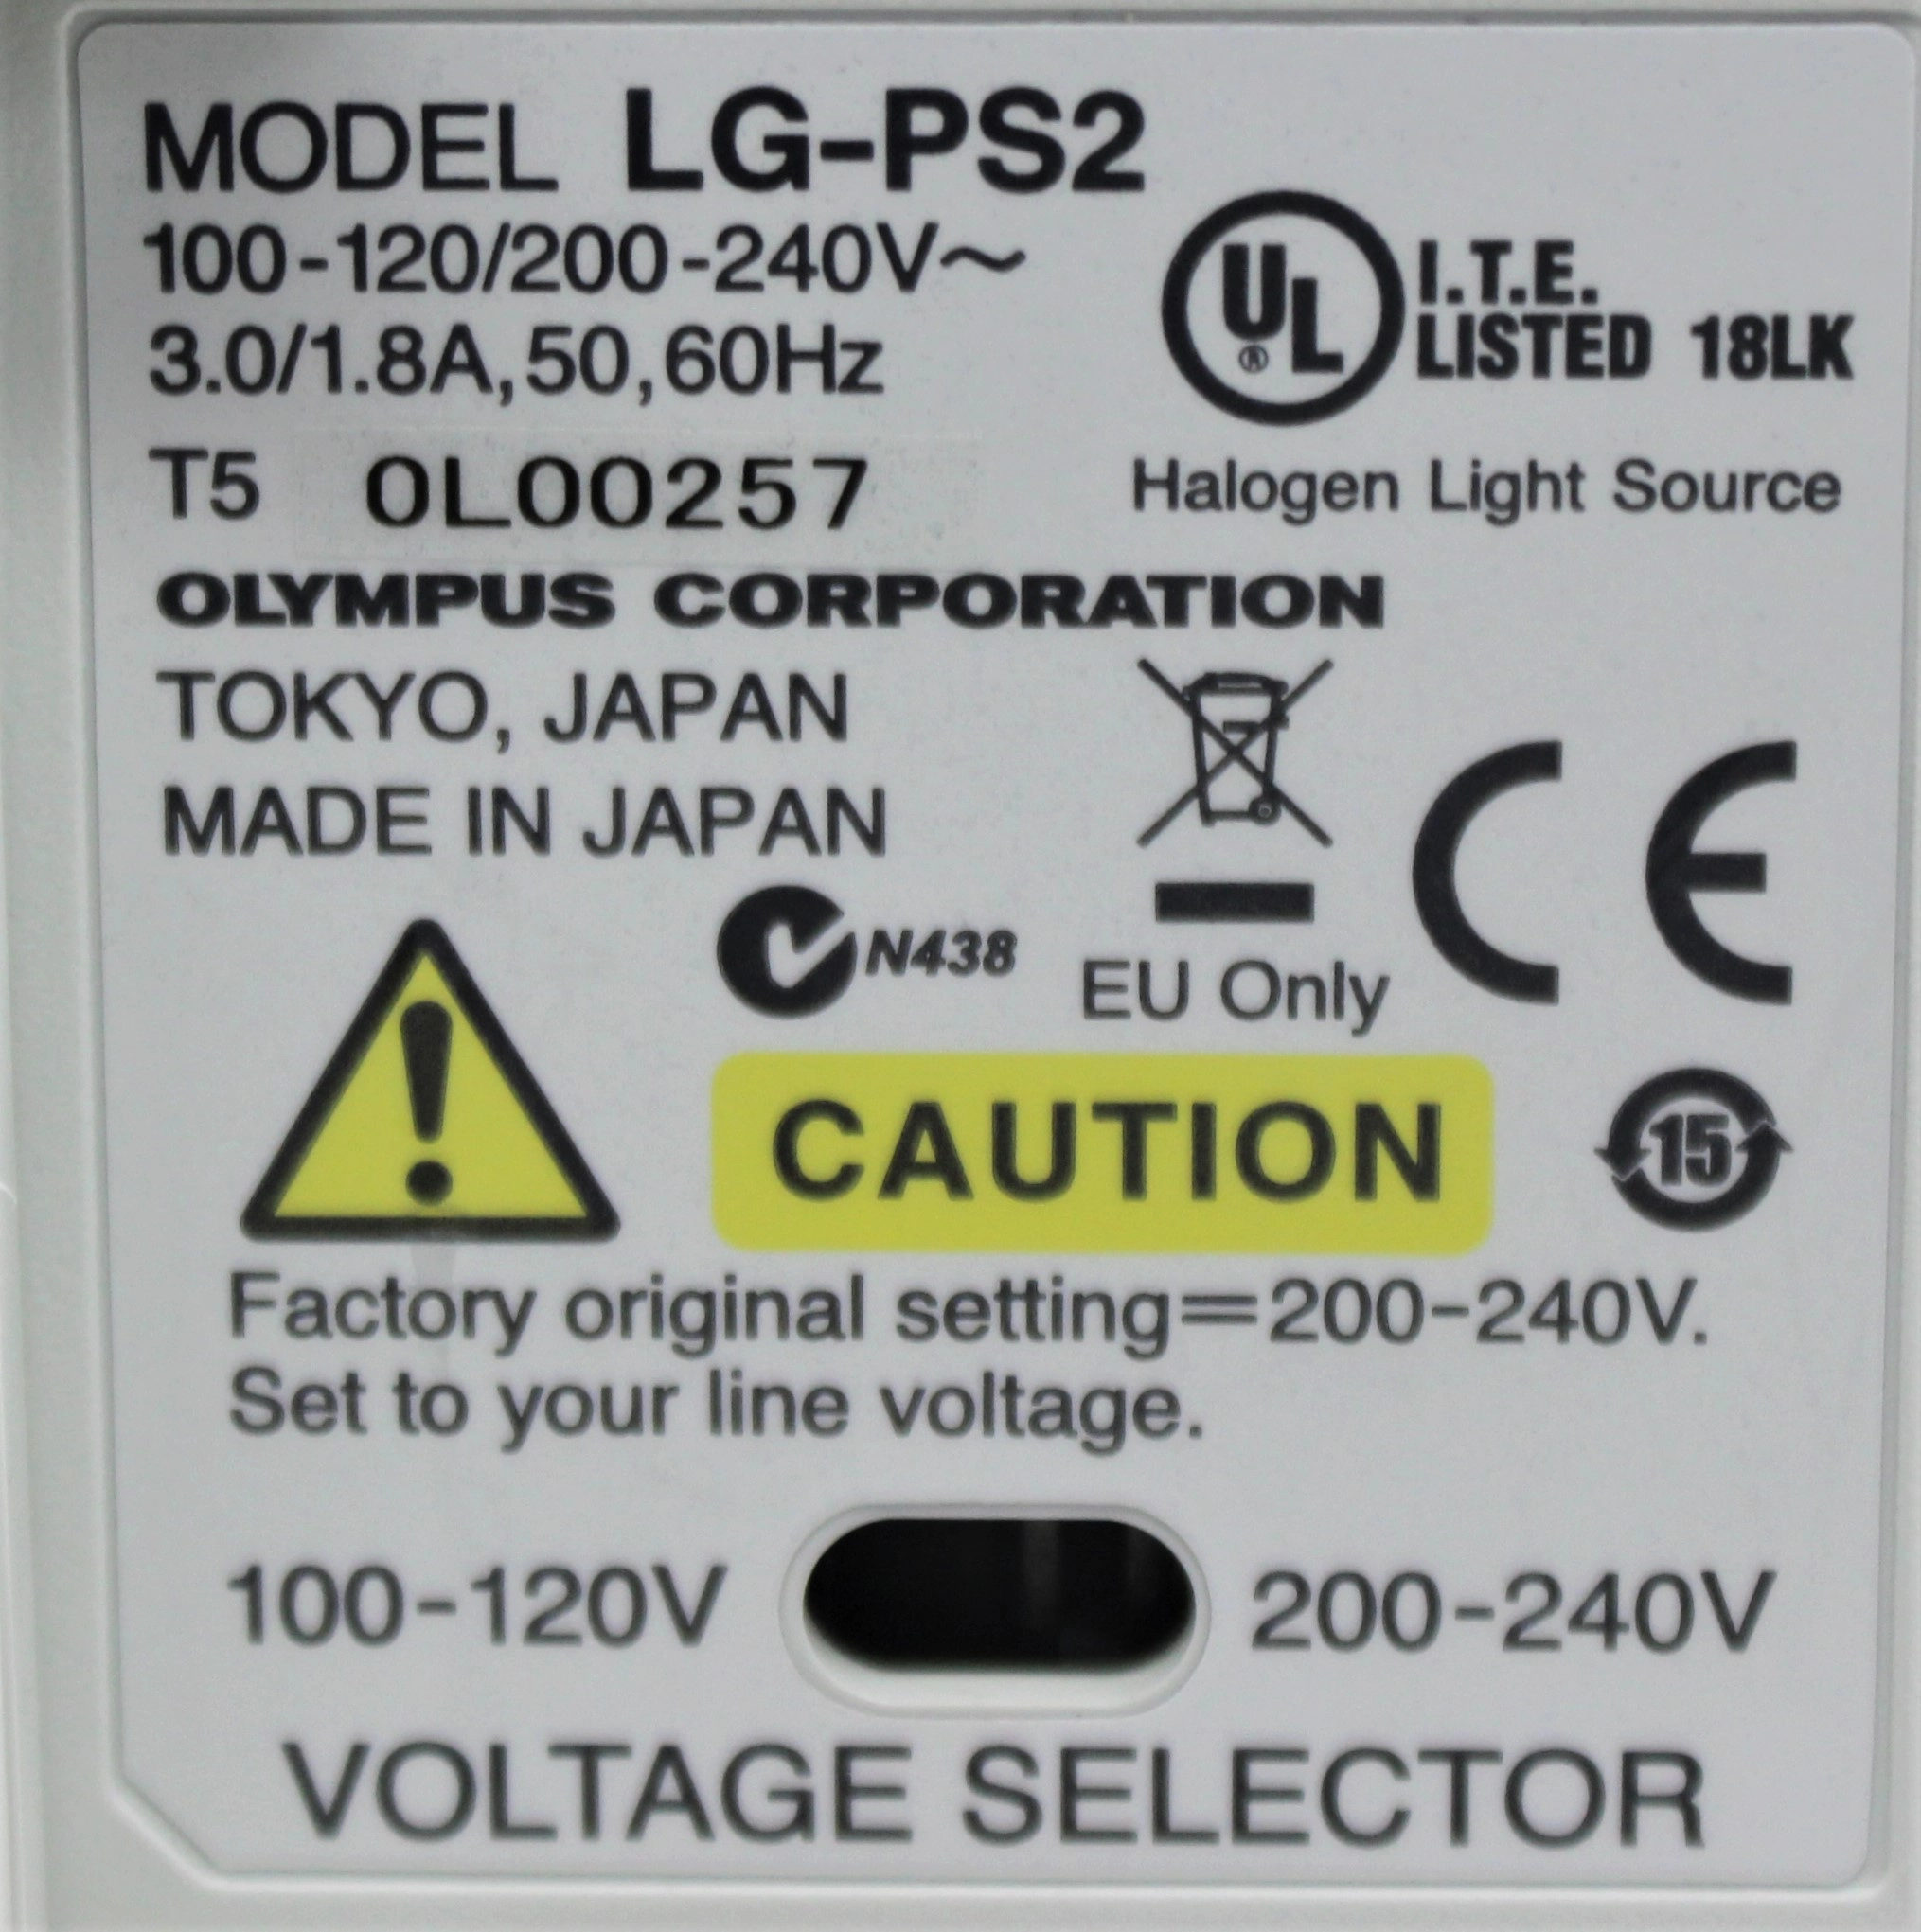 MODEL LG-PS2
100-120/200-240V~
3.0/1.8A,50,60Hz
UL® I.T.E.
LISTED 18LK
T5 0L00257
Halogen Light Source
OLYMPUS CORPORATION
TOKYO, JAPAN
MADE IN JAPAN
N438
EU Only
CE
CAUTION
15
Factory original setting=200-240V.
Set to your line voltage.
100-120V 200-240V
VOLTAGE SELECTOR